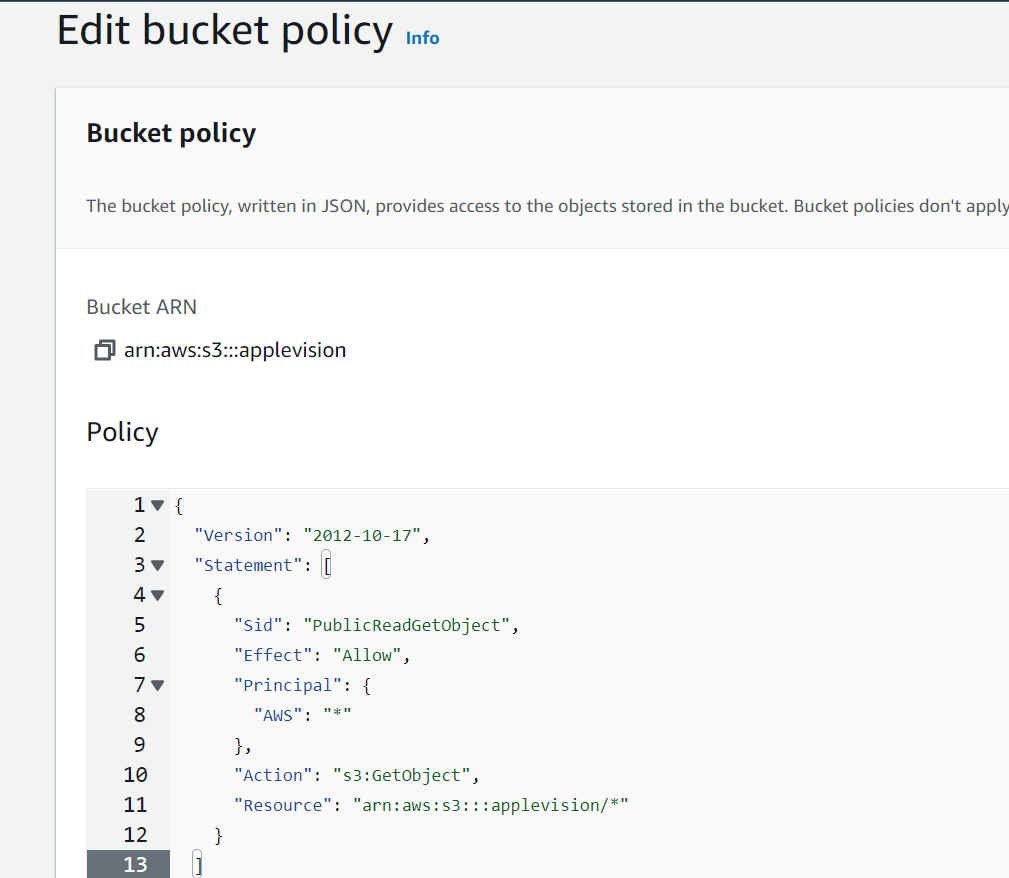 Edit bucket policy Info
Bucket policy
The bucket policy, written in JSON, provides access to the objects stored in the bucket. Bucket policies don't apply
Bucket ARN
arn:aws:s3:::applevision
Policy
1 {
2 "Version": "2012-10-17",
3 "Statement": [
4 {
5 "Sid": "PublicReadGetObject",
6 "Effect": "Allow",
7 "Principal": {
8 "AWS": "*"
9 },
10 "Action": "s3:GetObject",
11 "Resource": "arn:aws:s3:::applevision/*"
12 }
13 ]